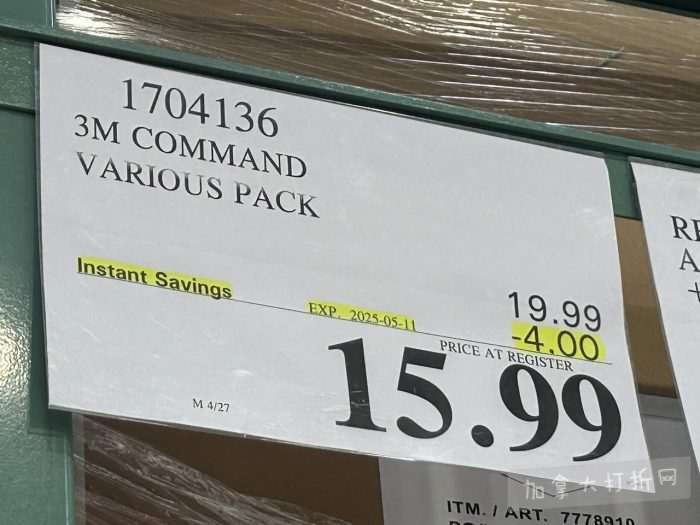 1704136
3M COMMAND
VARIOUS PACK
Instant Savings
EXP. 2025-05-11
19.99
-4.00
PRICE AT REGISTER
15.99
M 4/27
RE
A
+
加拿大打折网
ITM. / ART. 7778910